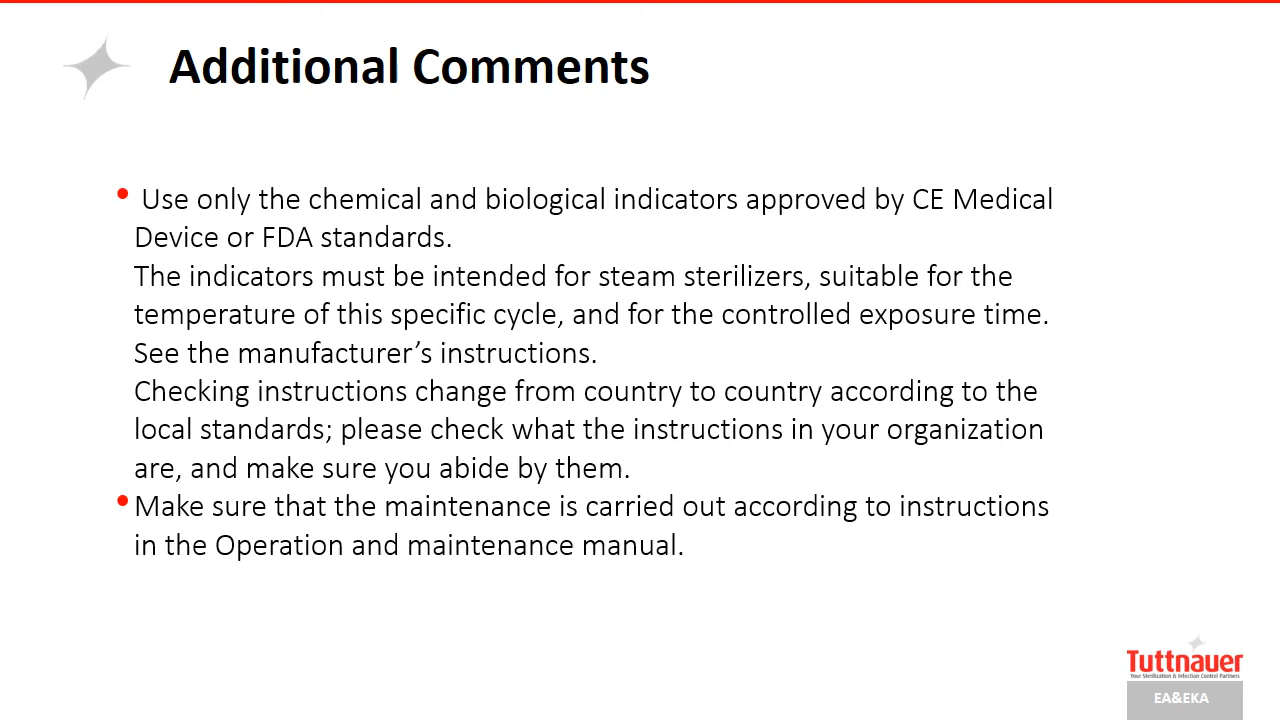 Additional Comments
• Use only the chemical and biological indicators approved by CE Medical
Device or FDA standards.
The indicators must be intended for steam sterilizers, suitable for the
temperature of this specific cycle, and for the controlled exposure time.
See the manufacturer’s instructions.
Checking instructions change from country to country according to the
local standards; please check what the instructions in your organization
are, and make sure you abide by them.
• Make sure that the maintenance is carried out according to instructions
in the Operation and maintenance manual.
Tuttnauer
Your Sterilization & Infection Control Partners
EA&EKA